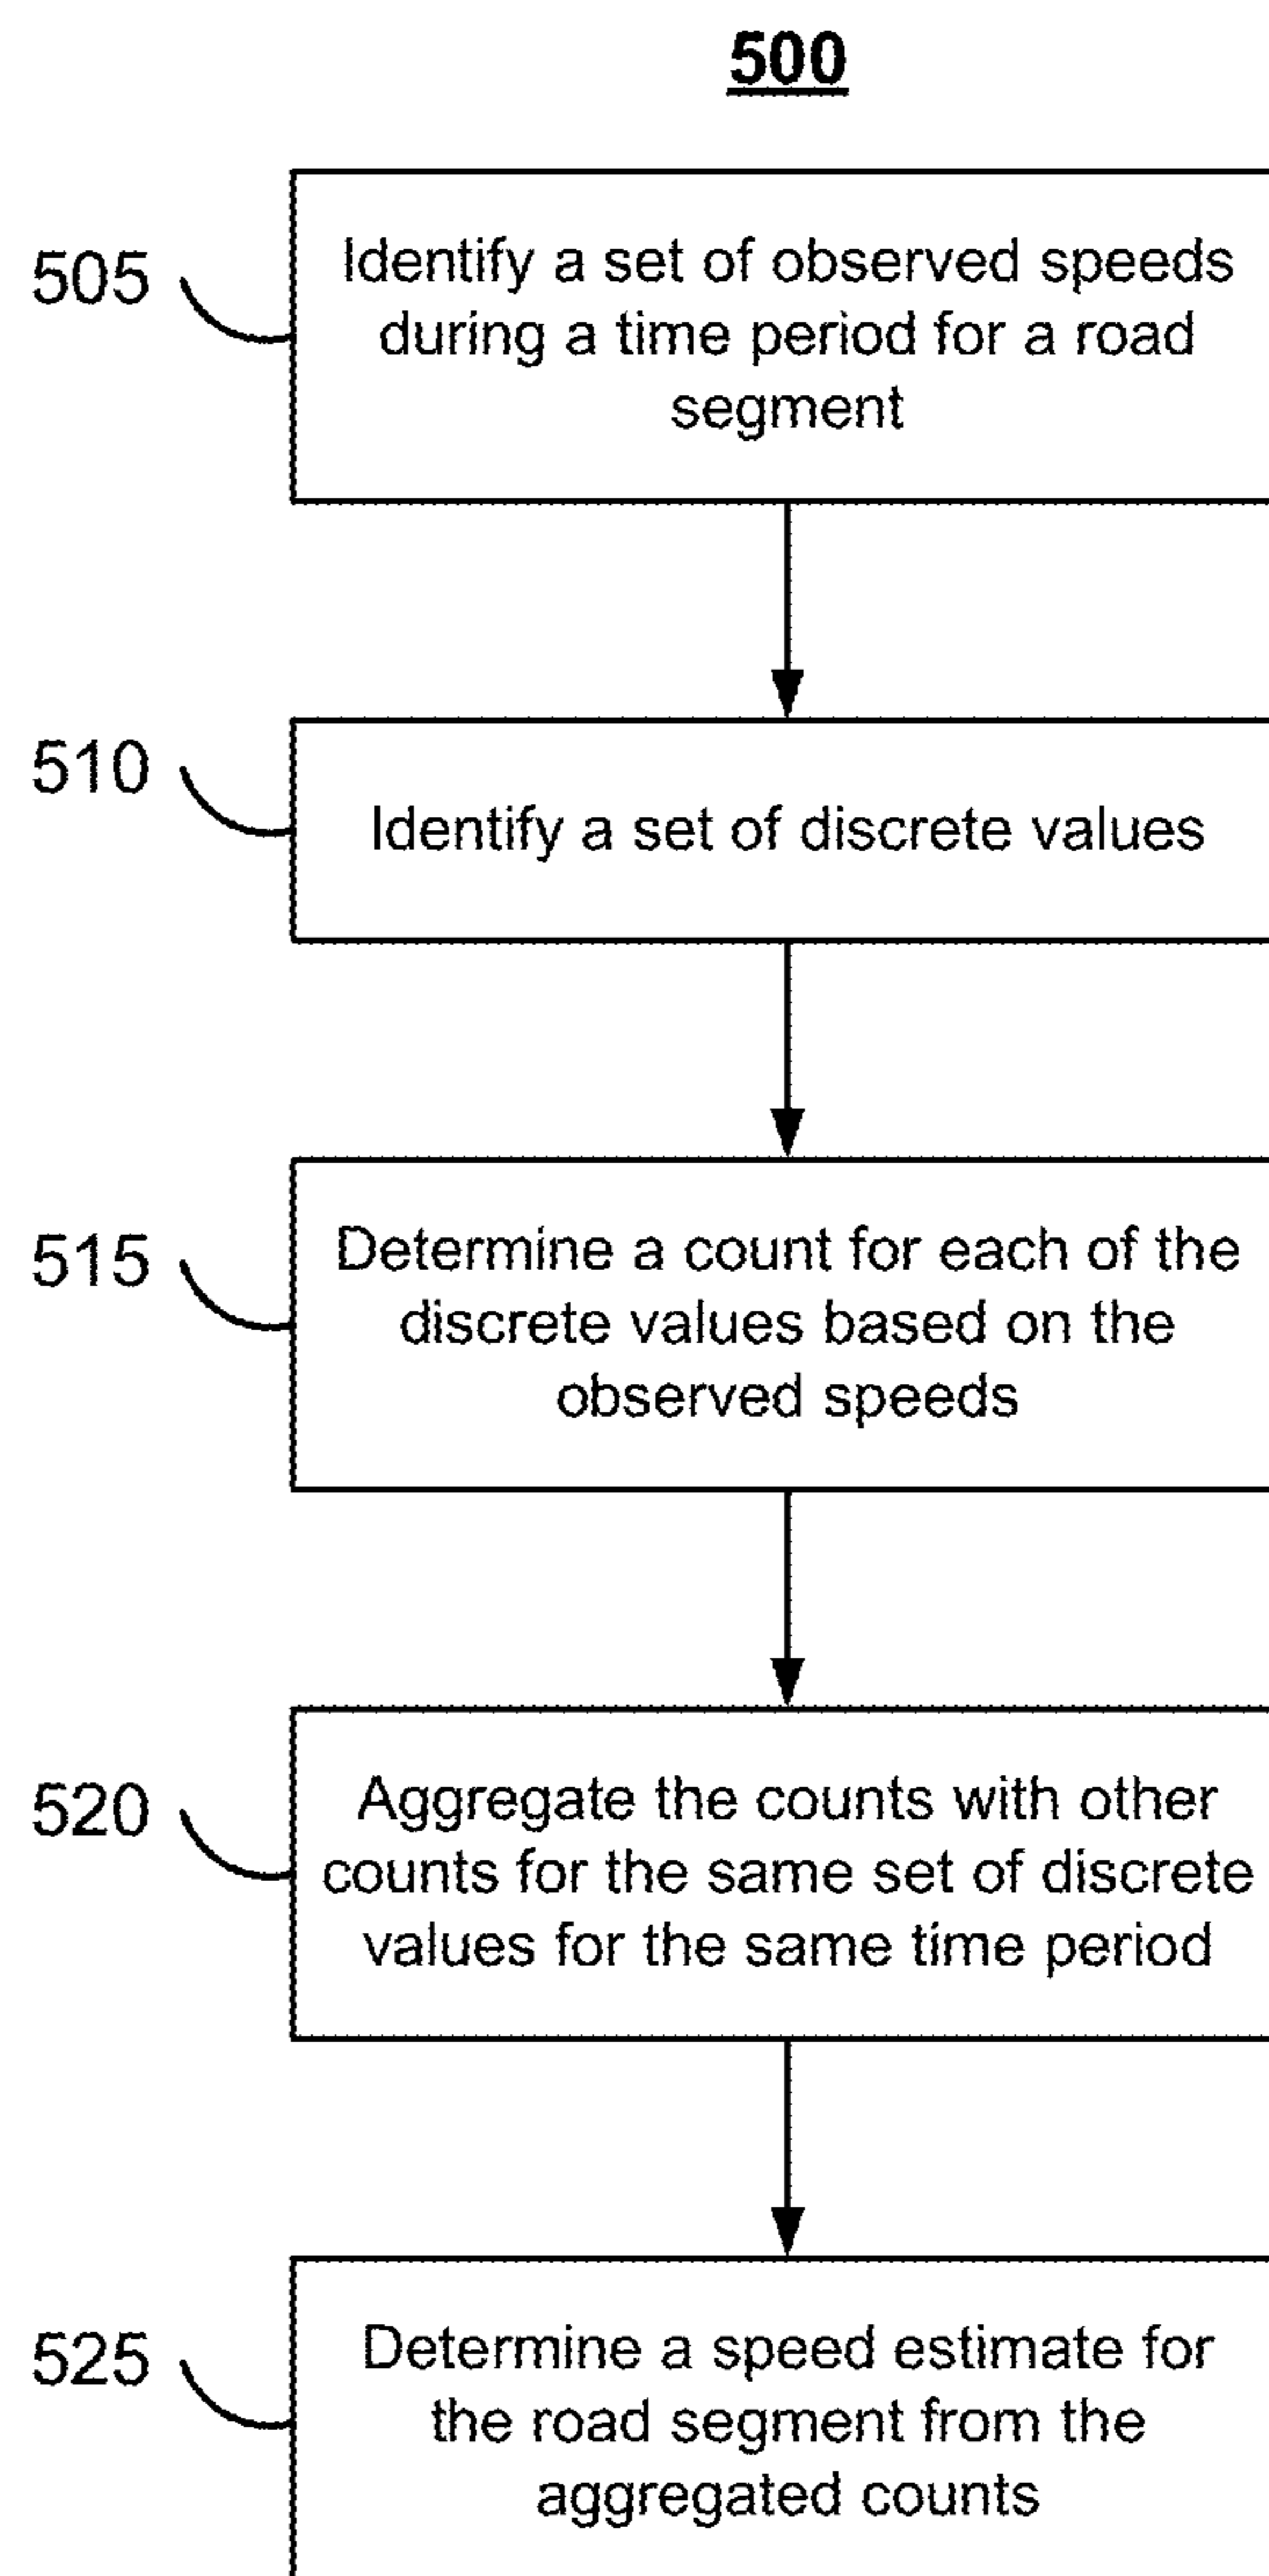 500
505
Identify a set of observed speeds
during a time period for a road
segment
510
Identify a set of discrete values
515
Determine a count for each of the
discrete values based on the
observed speeds
520
Aggregate the counts with other
counts for the same set of discrete
values for the same time period
525
Determine a speed estimate for
the road segment from the
aggregated counts